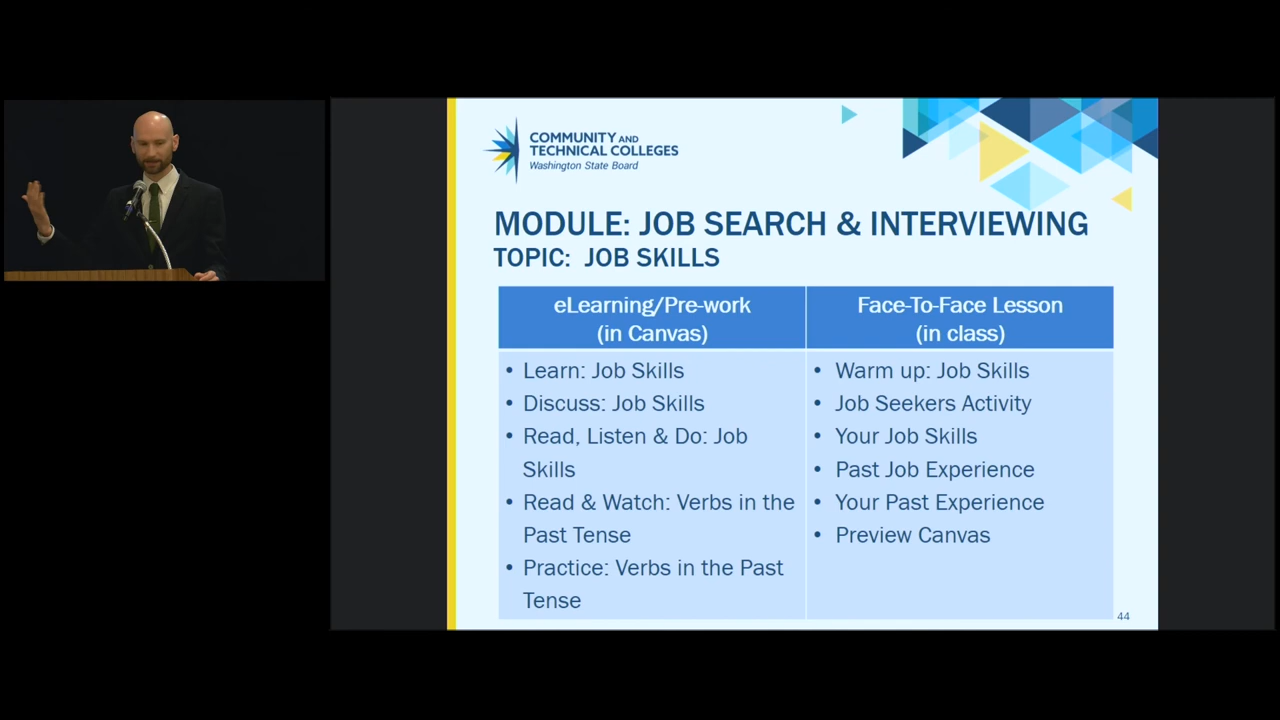 COMMUNITY AND
TECHNICAL COLLEGES
Washington State Board
MODULE: JOB SEARCH & INTERVIEWING
TOPIC: JOB SKILLS
eLearning/Pre-work
(in Canvas)
• Learn: Job Skills
• Discuss: Job Skills
• Read, Listen & Do: Job
Skills
• Read & Watch: Verbs in the
Past Tense
• Practice: Verbs in the Past
Tense
Face-To-Face Lesson
(in class)
• Warm up: Job Skills
• Job Seekers Activity
• Your Job Skills
• Past Job Experience
• Your Past Experience
• Preview Canvas
44